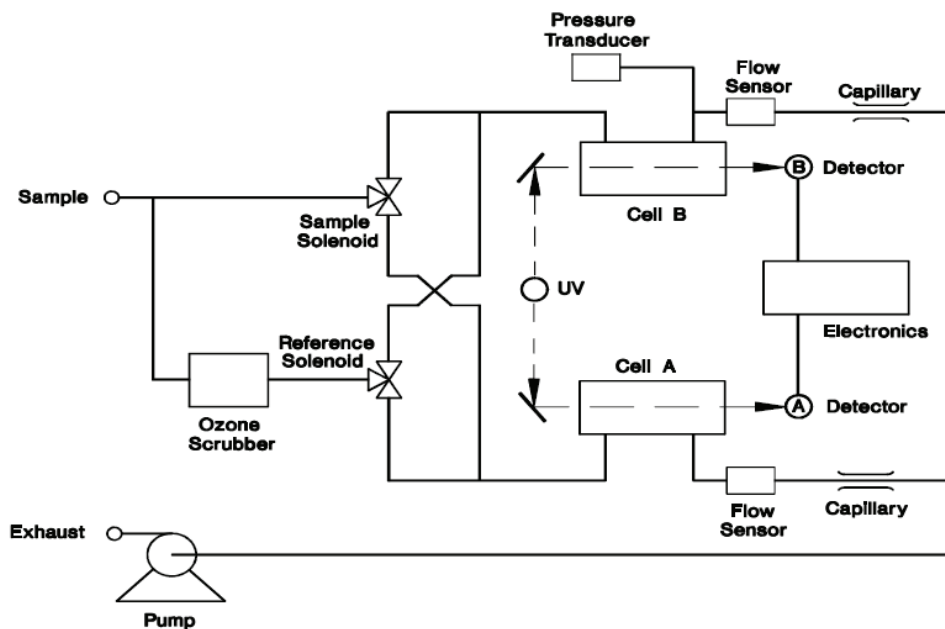 Pressure
Transducer
Flow
Sensor
Capillary
Sample
Sample
Solenoid
Cell B
B
Detector
UV
Electronics
Reference
Solenoid
Ozone
Scrubber
Cell A
A
Detector
Flow
Sensor
Capillary
Exhaust
Pump